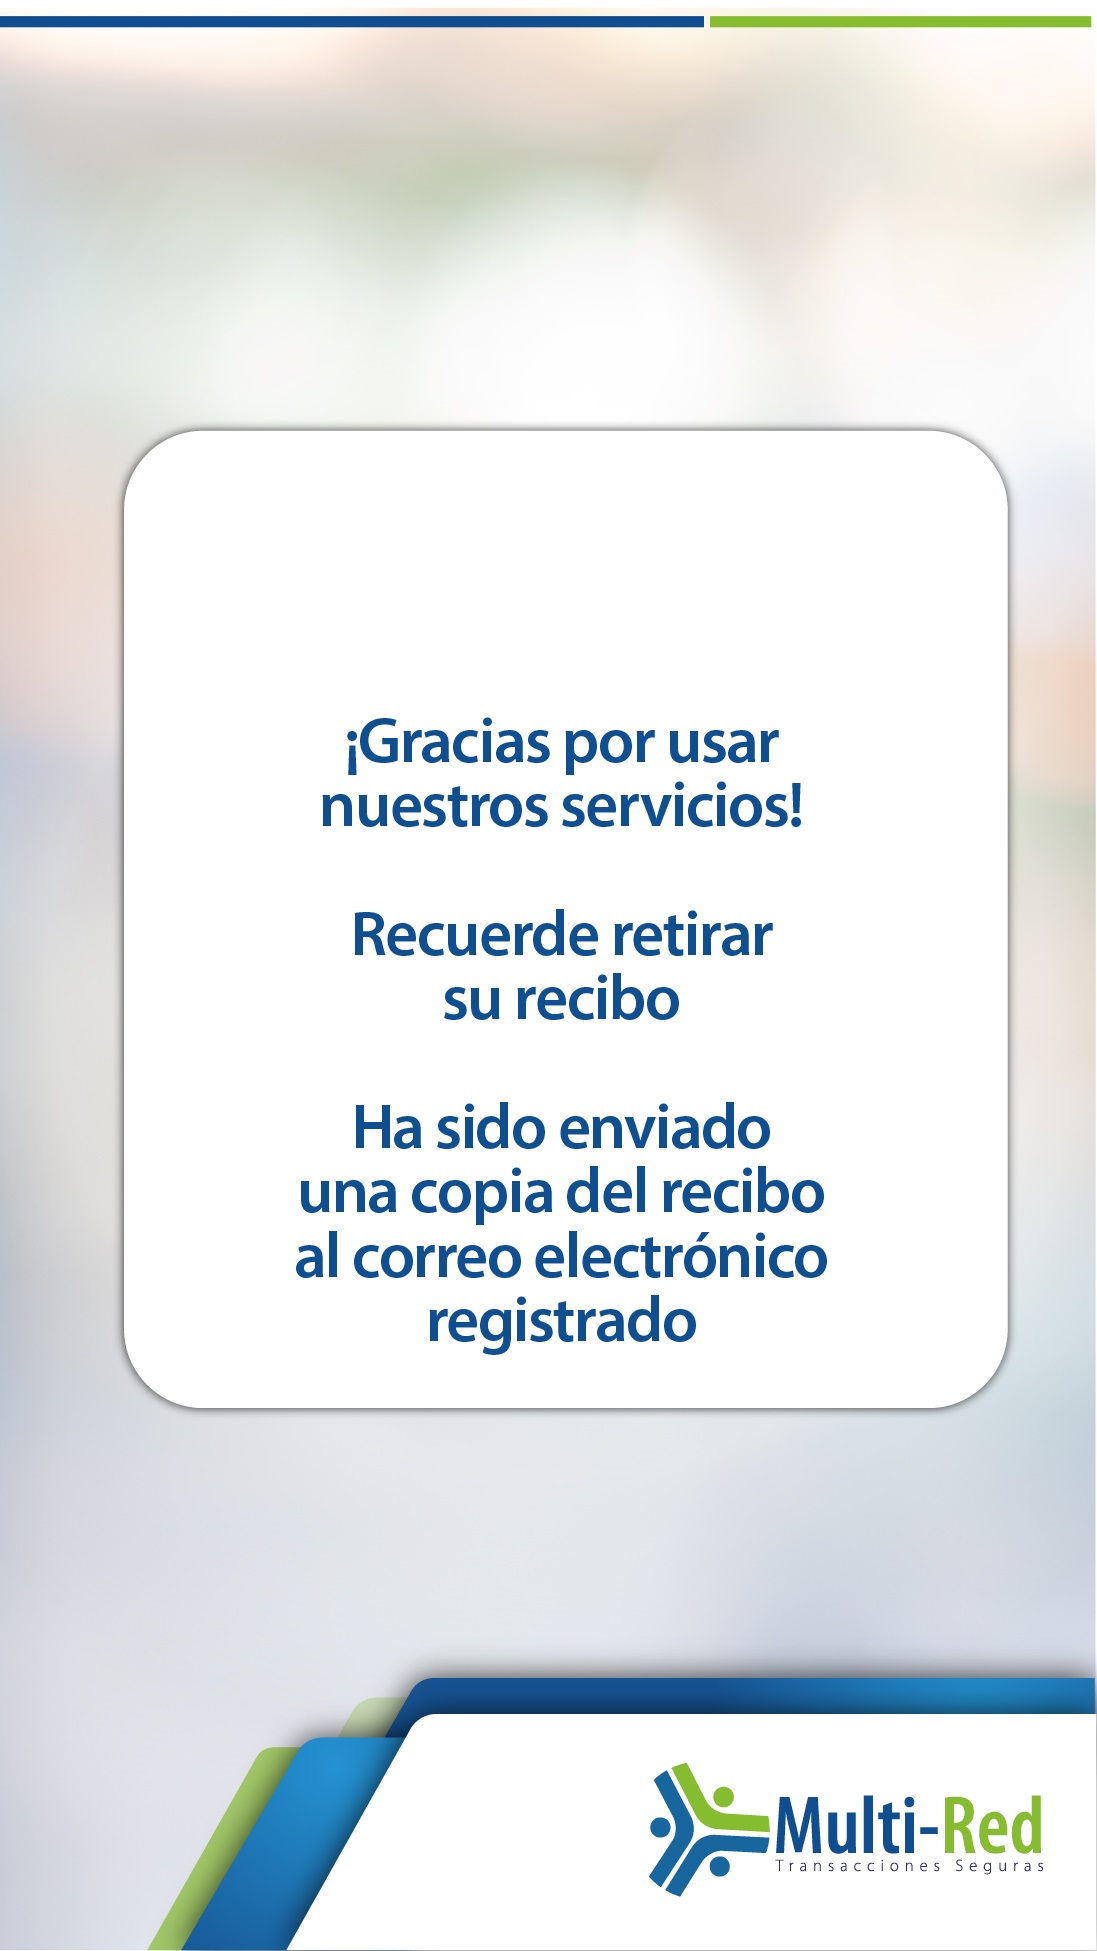 ¡Gracias por usar
nuestros servicios!
Recuerde retirar
su recibo
Ha sido enviado
una copia del recibo
al correo electrónico
registrado
Multi-Red
Transacciones Seguras